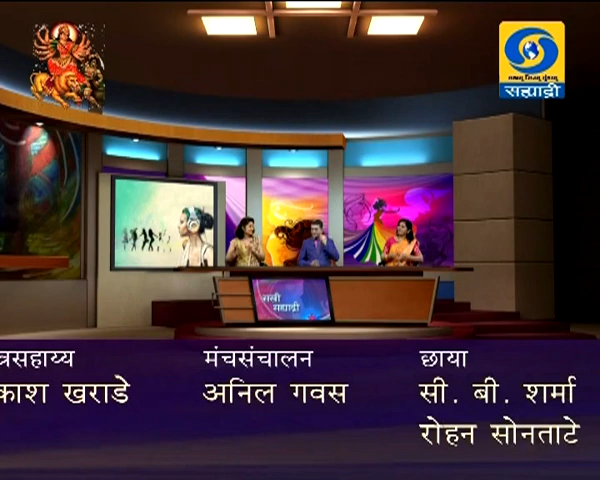 सह्याद्री
सखी
सह्याद्री
त्रसहाय्य
काश खराडे
मंचसंचालन
अनिल गवस
छाया
सी. बी. शर्मा
रोहन सोनताटे